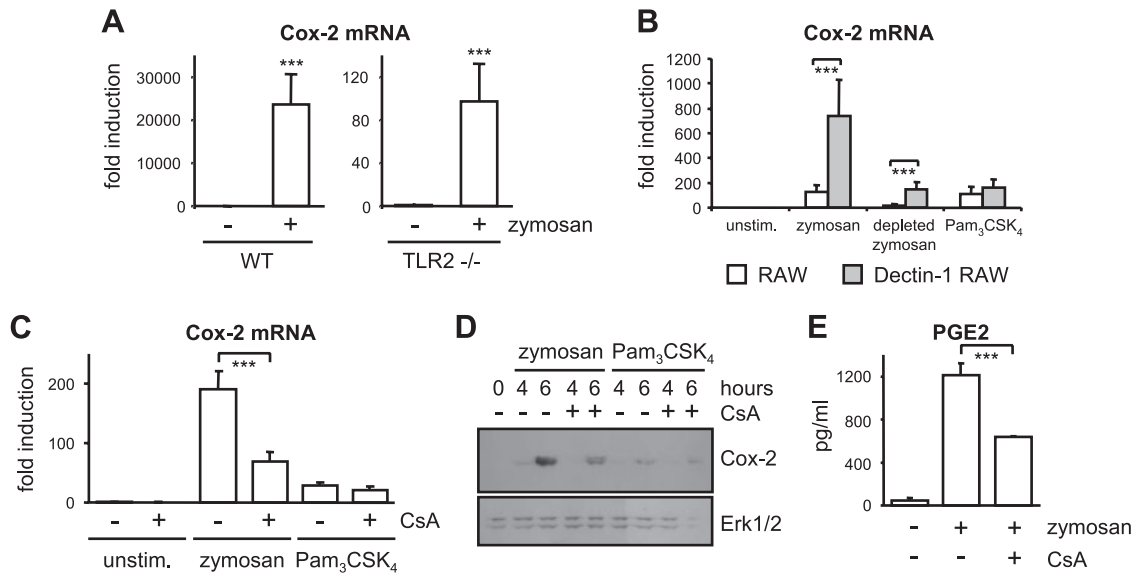 A
Cox-2 mRNA
fold induction
30000
20000
10000
0
***
- +
WT
120
80
40
0
***
- +
TLR2 -/-
zymosan
B
Cox-2 mRNA
fold induction
1200
1000
800
600
400
200
0
***
***
unstim. zymosan depleted zymosan Pam3CSK4
RAW Dectin-1 RAW
C
Cox-2 mRNA
fold induction
200
100
0
***
- + - + - + CsA
unstim. zymosan Pam3CSK4
D
zymosan Pam3CSK4
0 4 6 4 6 4 6 4 6 hours
- - - + + - - + + CsA
Cox-2
Erk1/2
E
PGE2
pg/ml
1200
800
400
0
***
- + + zymosan
- - + CsA